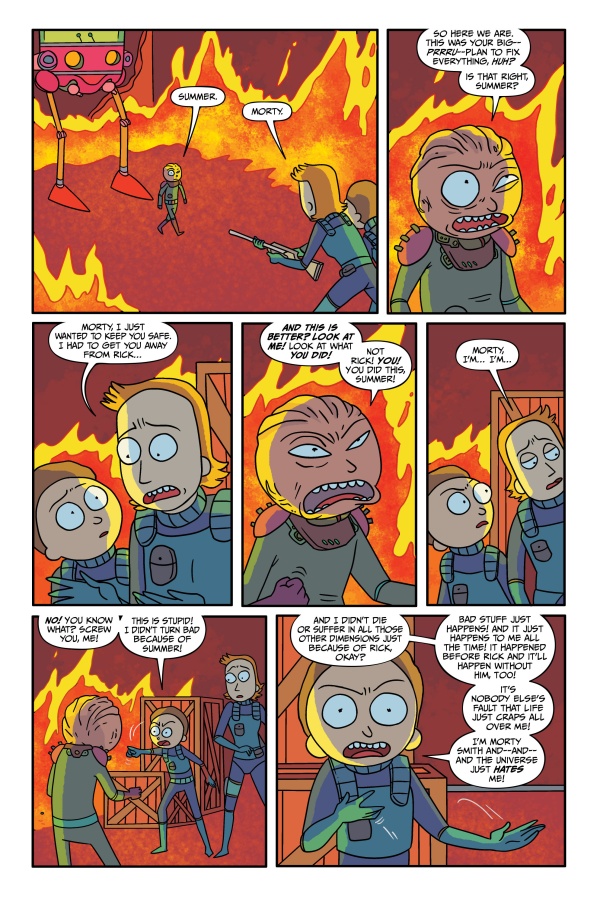 SUMMER.
MORTY.
SO HERE WE ARE.
THIS WAS YOUR BIG--
PRRRU--PLAN TO FIX
EVERYTHING, HUH?
IS THAT RIGHT,
SUMMER?
MORTY, I JUST
WANTED TO KEEP YOU SAFE.
I HAD TO GET YOU AWAY
FROM RICK...
AND THIS IS
BETTER? LOOK AT
ME! LOOK AT WHAT
YOU DID!
NOT
RICK! YOU!
YOU DID THIS,
SUMMER!
MORTY,
I'M... I'M...
NO! YOU KNOW
WHAT? SCREW
YOU, ME!
THIS IS STUPID!
I DIDN'T TURN BAD
BECAUSE OF
SUMMER!
AND I DIDN'T DIE
OR SUFFER IN ALL THOSE
OTHER DIMENSIONS JUST
BECAUSE OF RICK,
OKAY?
BAD STUFF JUST
HAPPENS! AND IT JUST
HAPPENS TO ME ALL
THE TIME! IT HAPPENED
BEFORE RICK AND IT'LL
HAPPEN WITHOUT
HIM, TOO!
IT'S
NOBODY ELSE'S
FAULT THAT LIFE
JUST CRAPS ALL
OVER ME!
I'M MORTY
SMITH AND--AND--
AND THE UNIVERSE
JUST HATES
ME!